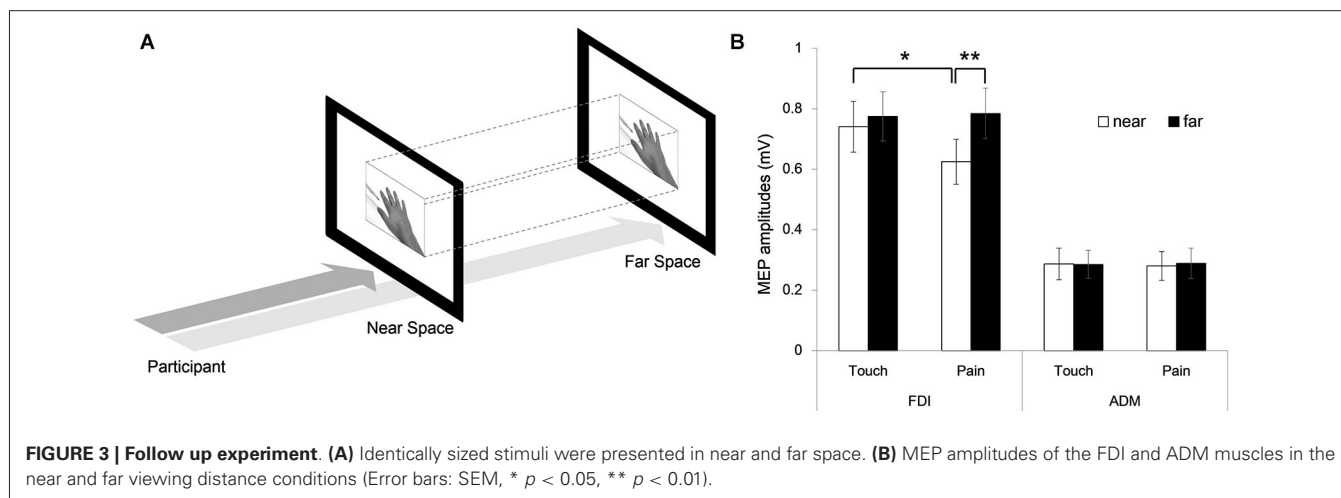 A
Near Space
Far Space
Participant
B
MEP amplitudes (mV)
1
0.8
0.6
0.4
0.2
0
* **
near far
Touch Pain Touch Pain
FDI ADM
FIGURE 3 | Follow up experiment. (A) Identically sized stimuli were presented in near and far space. (B) MEP amplitudes of the FDI and ADM muscles in the
near and far viewing distance conditions (Error bars: SEM, * p < 0.05, ** p < 0.01).